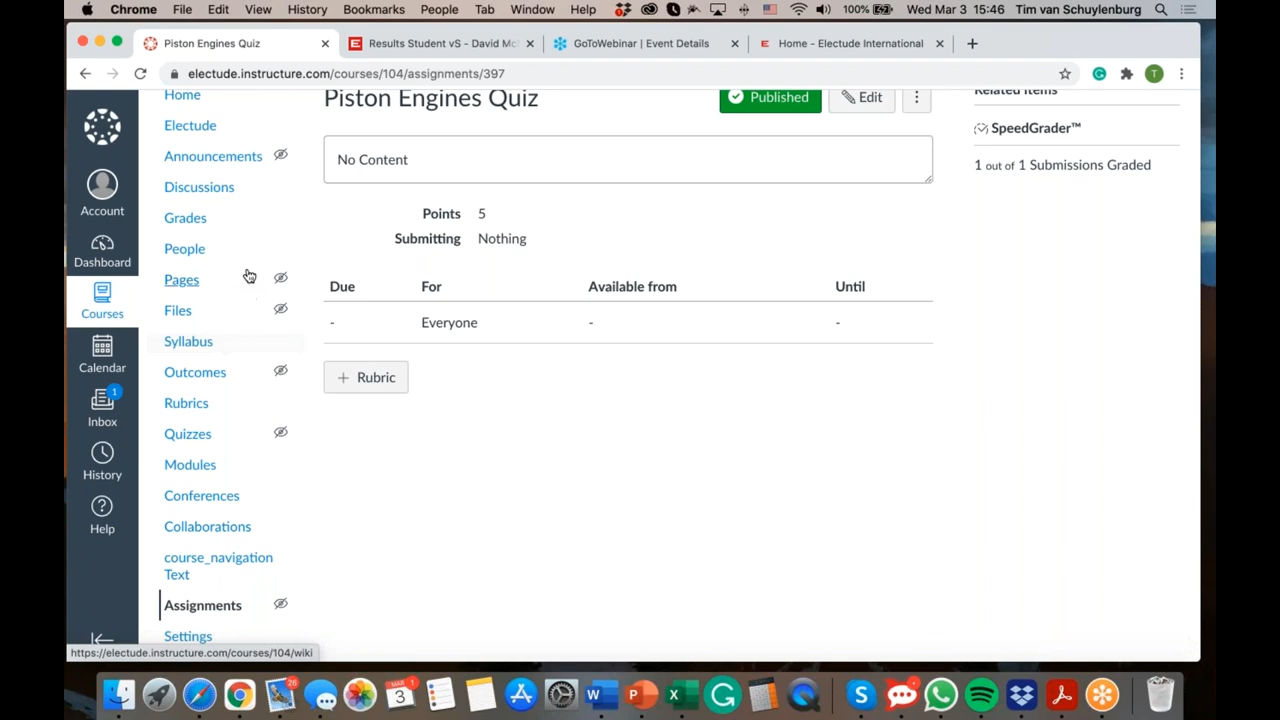 Chrome File Edit View History Bookmarks People Tab Window Help 100% Wed Mar 3 15:46 Tim van Schuylenburg
Piston Engines Quiz
Results Student vS - David Mc
GoToWebinar | Event Details
Home - Electude International
electude.instructure.com/courses/104/assignments/397
T
Account
Dashboard
Courses
Calendar
1
Inbox
History
Help
Home
Electude
Announcements
Discussions
Grades
People
Pages
Files
Syllabus
Outcomes
Rubrics
Quizzes
Modules
Conferences
Collaborations
course_navigation
Text
Assignments
Settings
https://electude.instructure.com/courses/104/wiki
Piston Engines Quiz
Published
Edit
No Content
Points 5
Submitting Nothing
Due For Available from Until
- Everyone - -
+ Rubric
Related Items
SpeedGrader™
1 out of 1 Submissions Graded